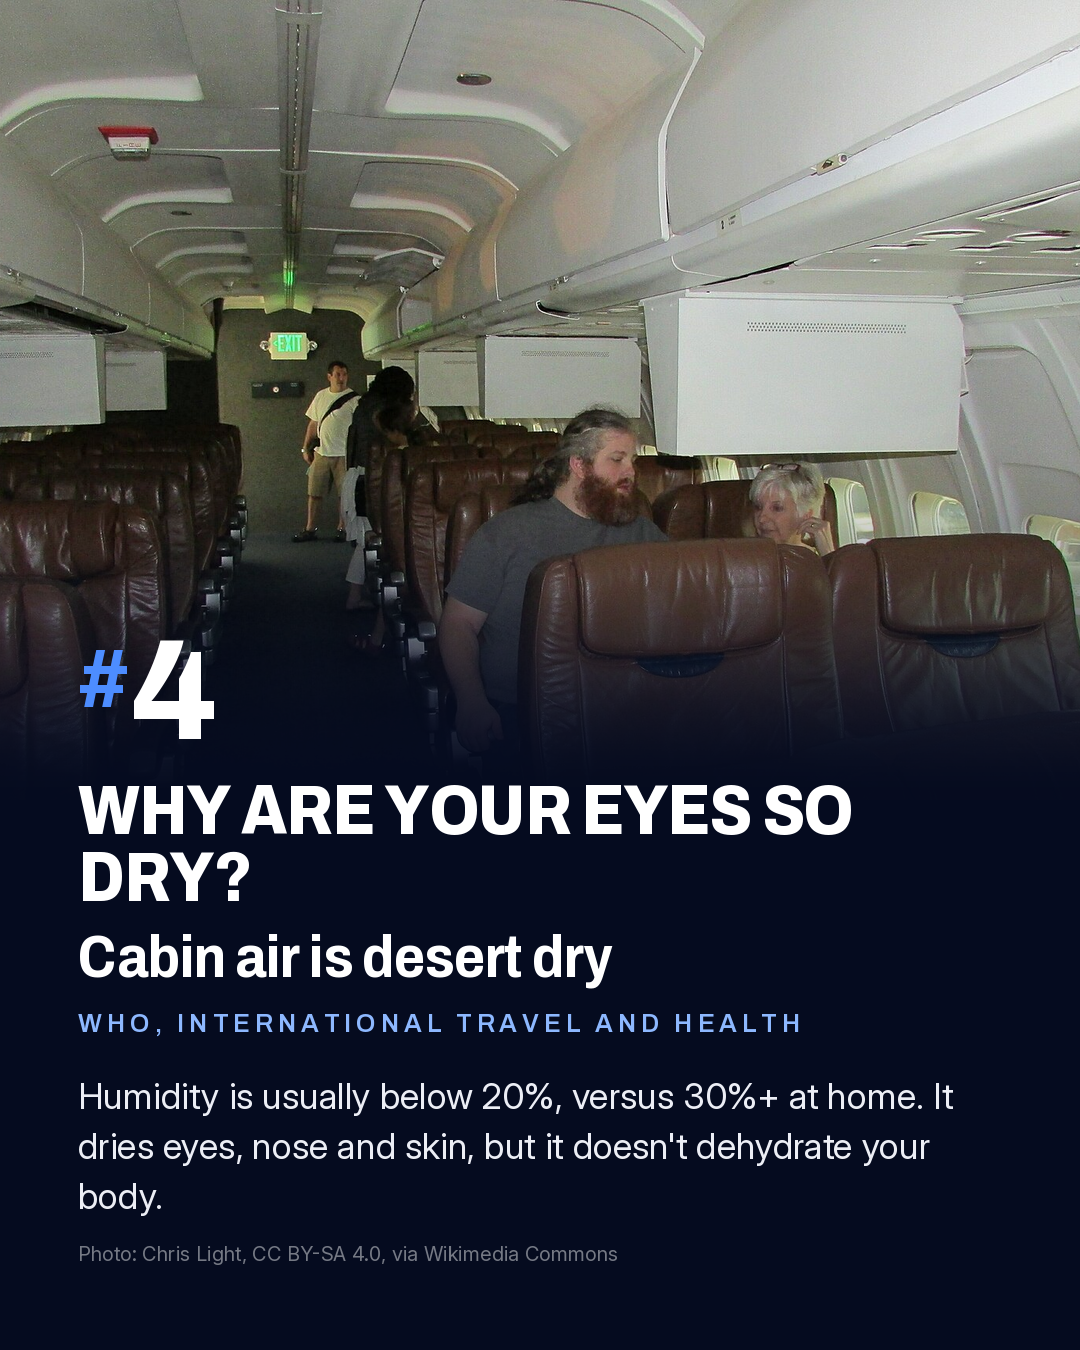 EXIT
#4
WHY ARE YOUR EYES SO
DRY?
Cabin air is desert dry
WHO, INTERNATIONAL TRAVEL AND HEALTH
Humidity is usually below 20%, versus 30%+ at home. It
dries eyes, nose and skin, but it doesn't dehydrate your
body.
Photo: Chris Light, CC BY-SA 4.0, via Wikimedia Commons